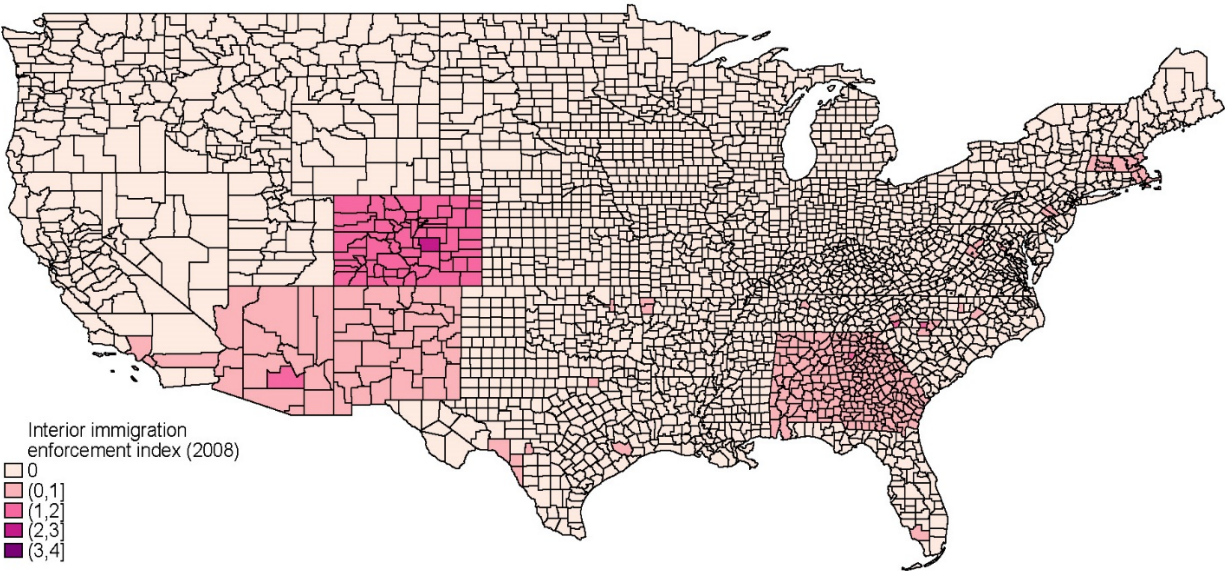 Interior immigration
enforcement index (2008)
0
(0,1]
(1,2]
(2,3]
(3,4]